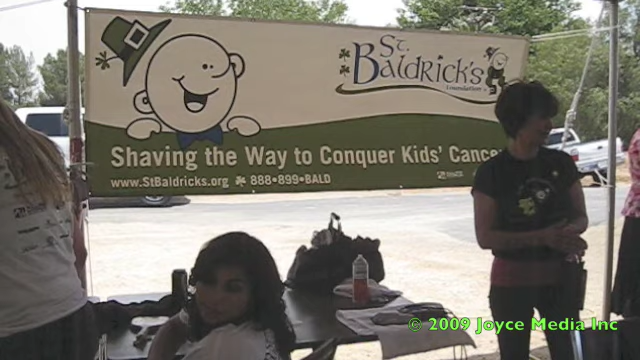 St.
Baldrick's
Foundation
Shaving the Way to Conquer Kids' Cance
www.StBaldricks.org ☘ 888•899•BALD
© 2009 Joyce Media Inc